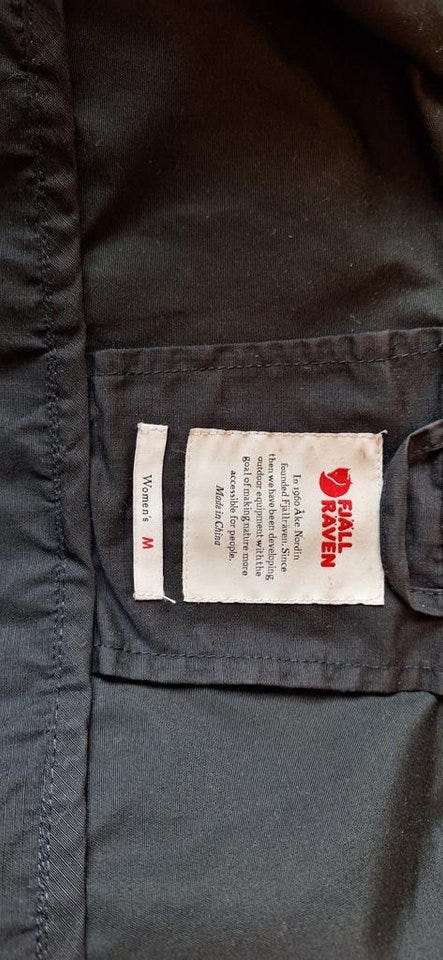 FJÄLL
RÄVEN
In 1960 Åke Nordin
founded Fjällräven. Since
then we have been developing
outdoor equipment with the
goal of making nature more
accessible for people.
Made in China
Women's M